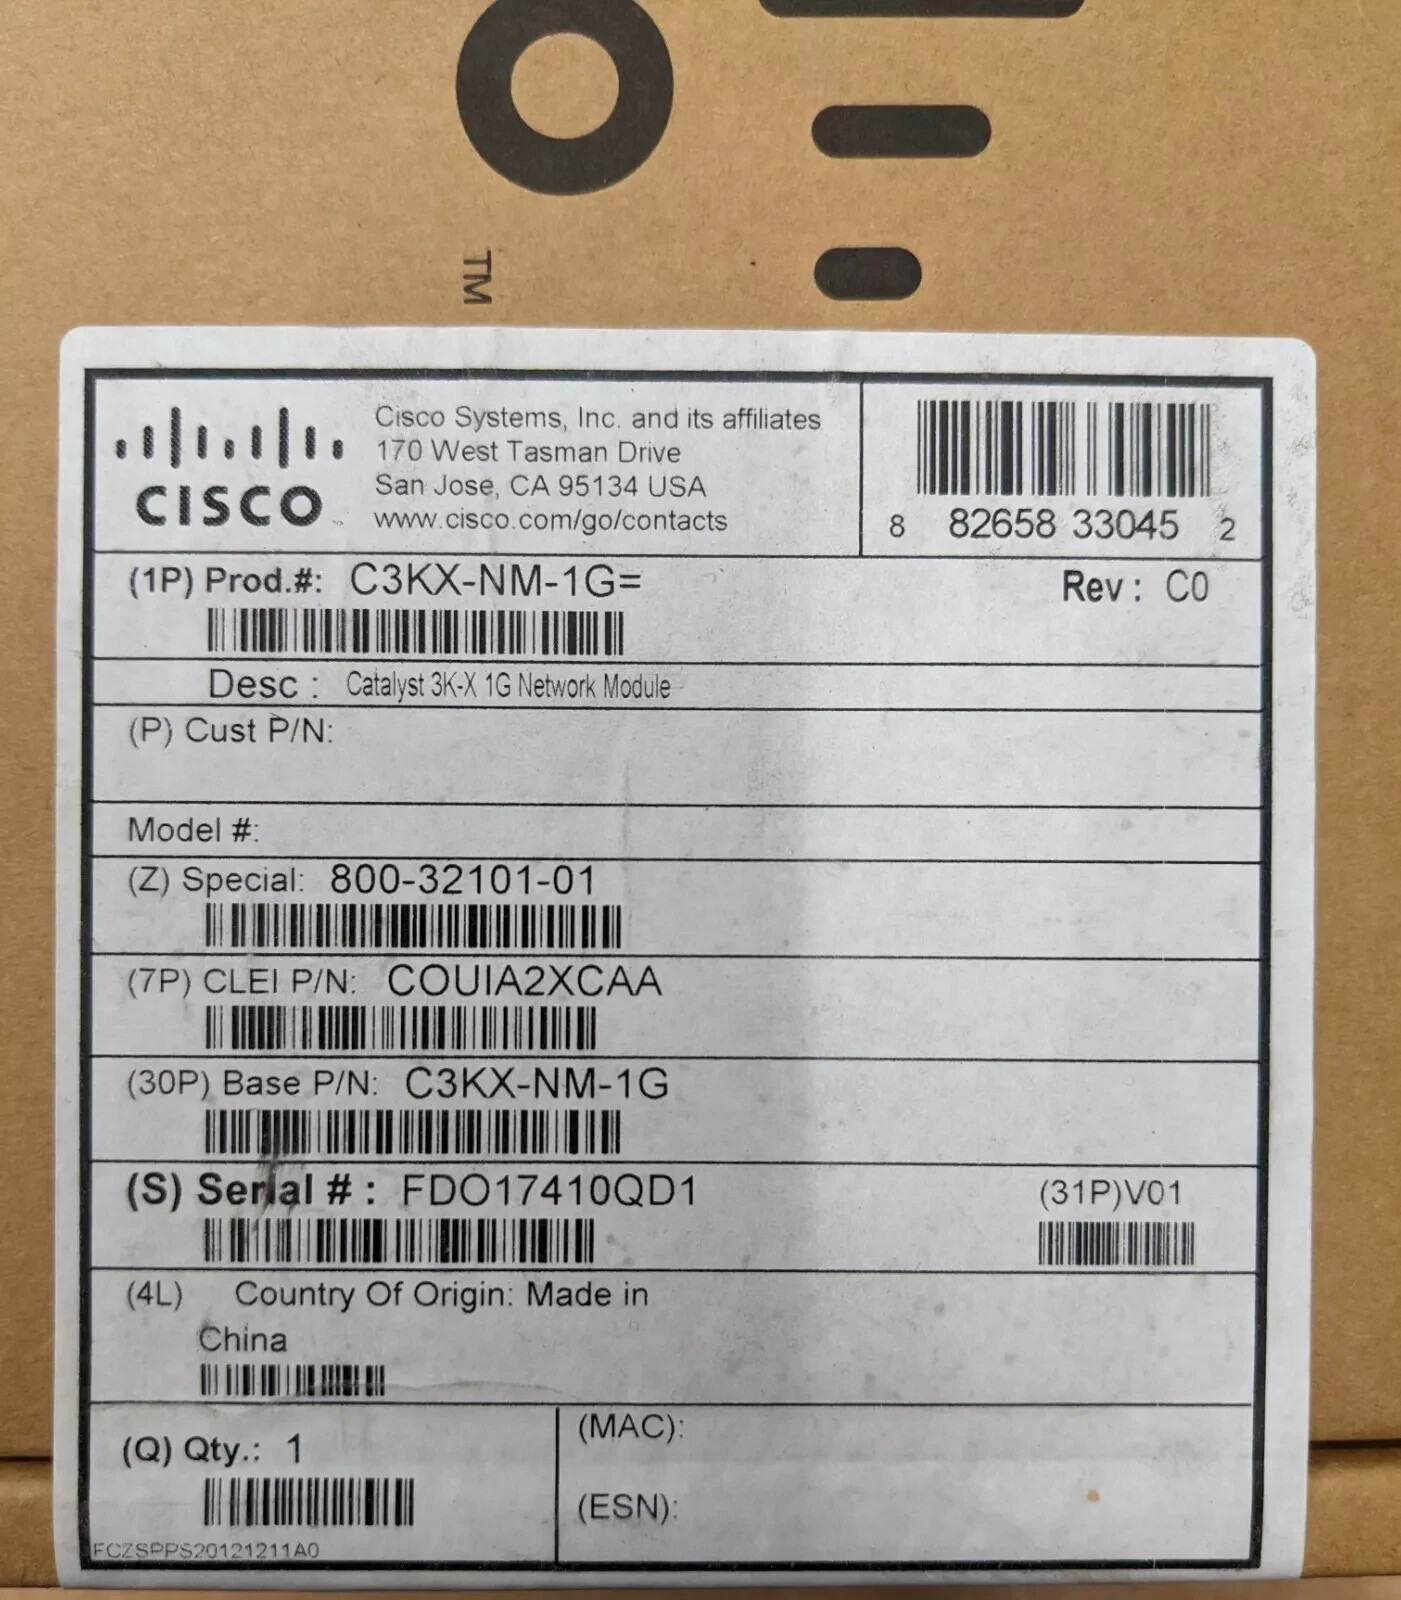 TM
CISCO
Cisco Systems, Inc. and its affiliates
170 West Tasman Drive
San Jose, CA 95134 USA
www.cisco.com/go/contacts
8 82658 33045 2
(1P) Prod.#: C3KX-NM-1G=
Rev : C0
Desc : Catalyst 3K-X 1G Network Module
(P) Cust P/N:
Model #:
(Z) Special: 800-32101-01
(7P) CLEI P/N: COUIA2XCAA
(30P) Base P/N: C3KX-NM-1G
(S) Serial # : FDO17410QD1
(31P)V01
(4L) Country Of Origin: Made in
China
(Q) Qty.: 1
(MAC):
(ESN):
FCZSPPS20121211A0